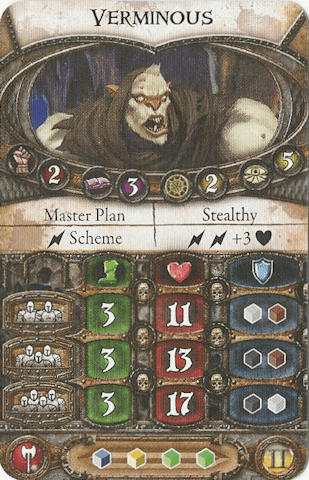 Verminous
2 3 2 5
Master Plan Stealthy
Scheme +3
3 11
3 13
3 17
II